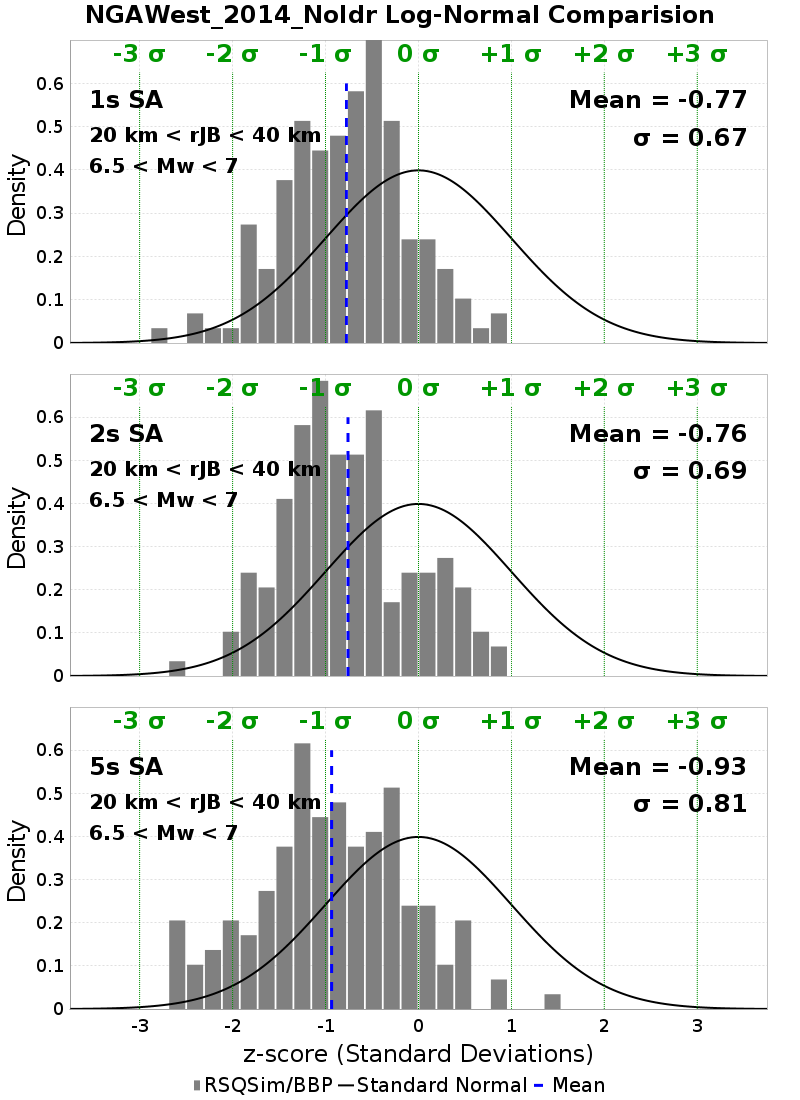 NGAWest_2014_NoIdr Log-Normal Comparision
-3 σ -2 σ -1 σ 0 σ +1 σ +2 σ +3 σ
1s SA
Mean = -0.77
20 km < rJB < 40 km
σ = 0.67
6.5 < Mw < 7
Density
0.6
0.5
0.4
0.3
0.2
0.1
0
-3 σ -2 σ -1 σ 0 σ +1 σ +2 σ +3 σ
2s SA
Mean = -0.76
20 km < rJB < 40 km
σ = 0.69
6.5 < Mw < 7
Density
0.6
0.5
0.4
0.3
0.2
0.1
0
-3 σ -2 σ -1 σ 0 σ +1 σ +2 σ +3 σ
5s SA
Mean = -0.93
20 km < rJB < 40 km
σ = 0.81
6.5 < Mw < 7
Density
0.6
0.5
0.4
0.3
0.2
0.1
0
-3 -2 -1 0 1 2 3
z-score (Standard Deviations)
RSQSim/BBP Standard Normal Mean